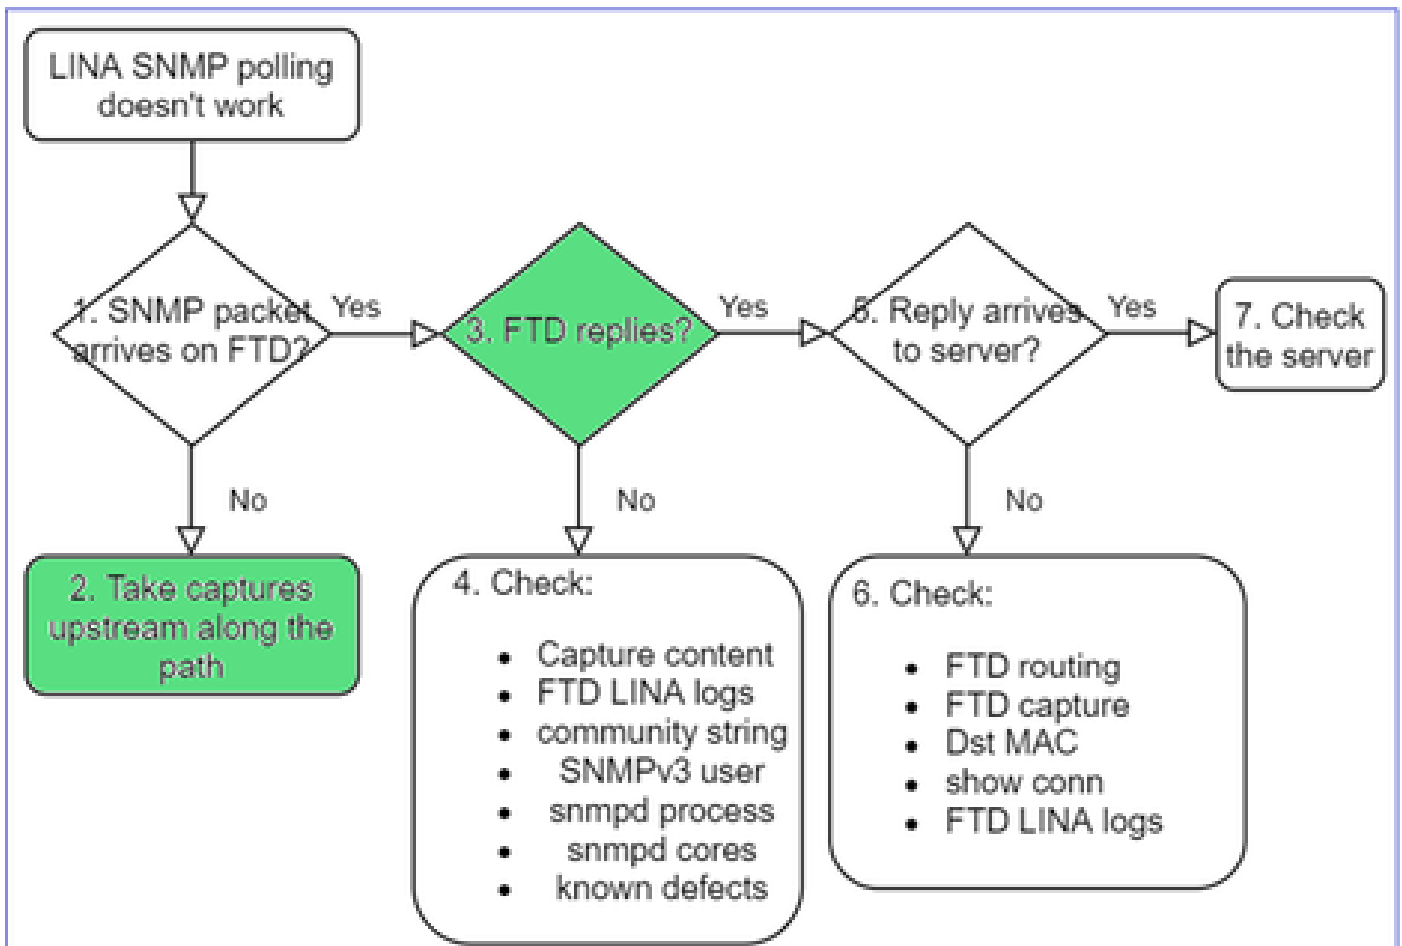 LINA SNMP polling
doesn't work
1. SNMP packet
arrives on FTD?
Yes
3. FTD replies?
Yes
5. Reply arrives
to server?
Yes
7. Check
the server
No
No
No
2. Take captures
upstream along the
path
4. Check:
• Capture content
• FTD LINA logs
• community string
• SNMPv3 user
• snmpd process
• snmpd cores
• known defects
6. Check:
• FTD routing
• FTD capture
• Dst MAC
• show conn
• FTD LINA logs